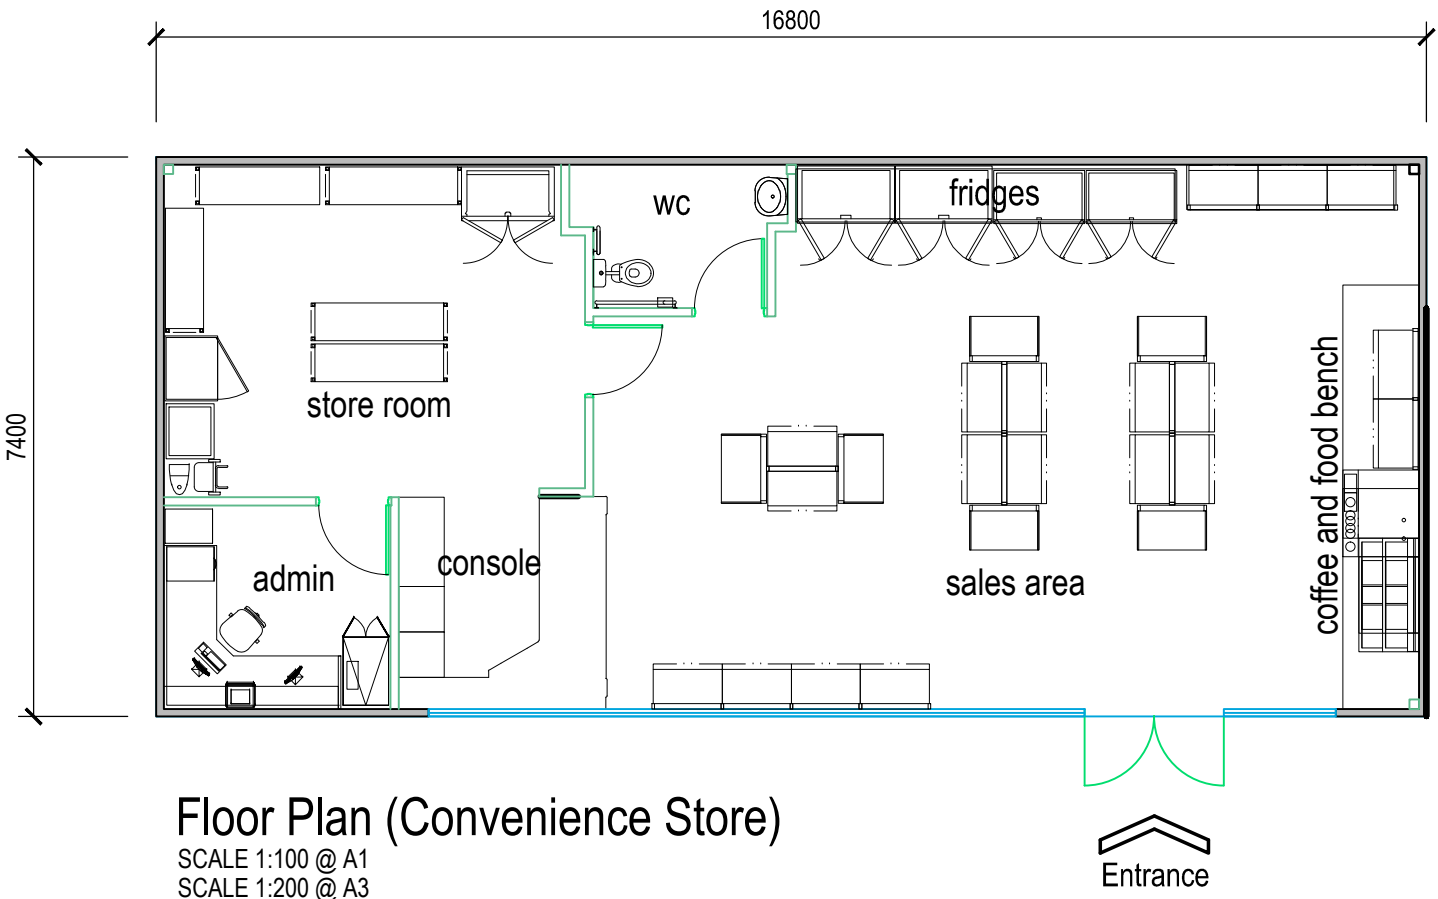 16800
7400
wc
fridges
store room
coffee and food bench
console
admin
sales area
Floor Plan (Convenience Store)
SCALE 1:100 @ A1
SCALE 1:200 @ A3
Entrance